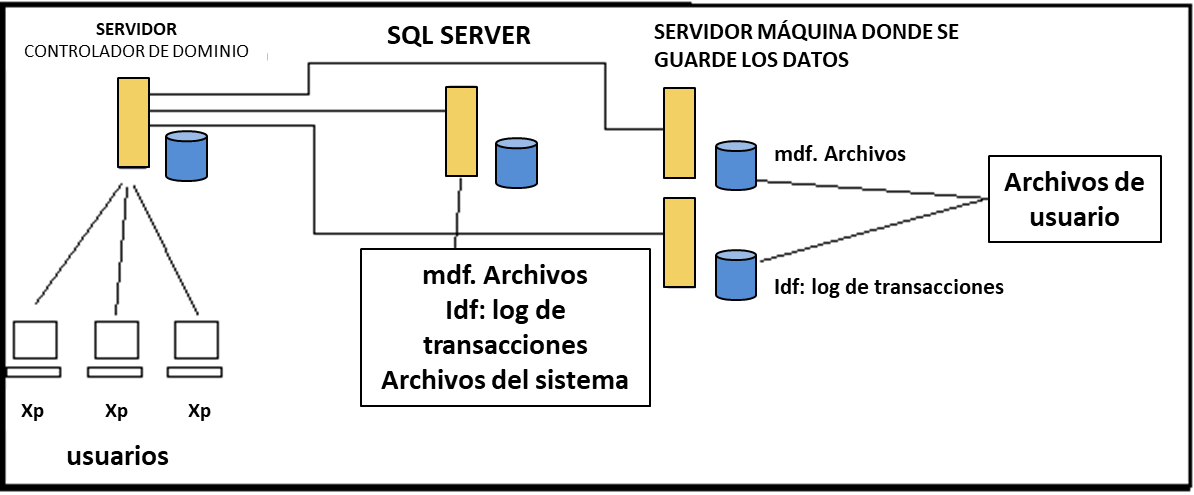 SERVIDOR
CONTROLADOR DE DOMINIO
SQL SERVER
SERVIDOR MÁQUINA DONDE SE
GUARDE LOS DATOS
mdf. Archivos
Archivos de
usuario
mdf. Archivos
Idf: log de
transacciones
Archivos del sistema
Idf: log de transacciones
Xp
Xp
Xp
usuarios